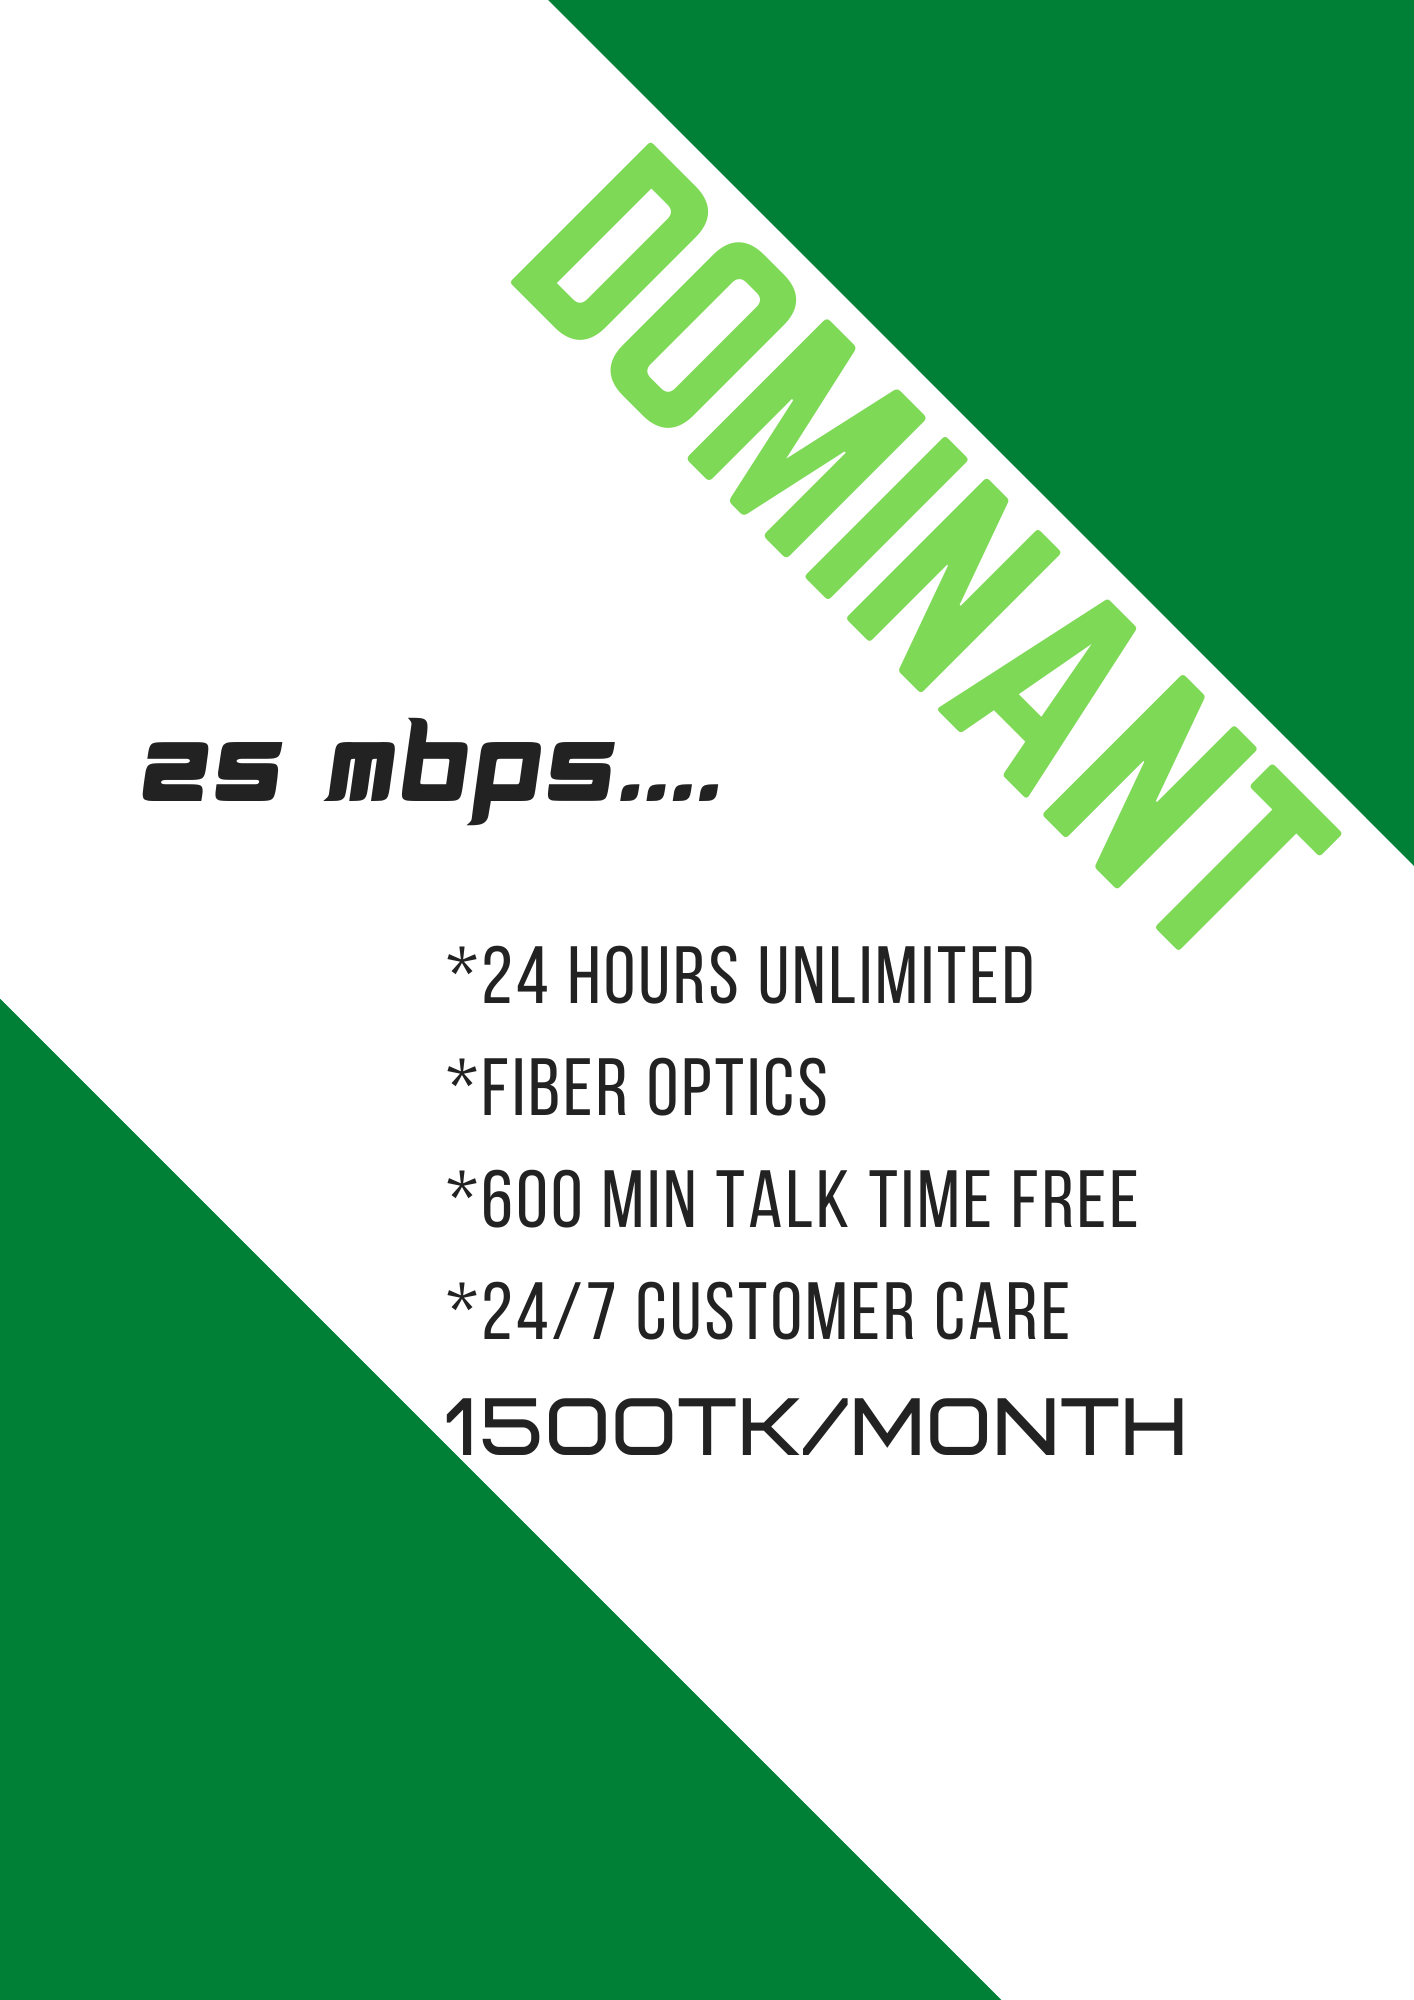 DOMINANT
25 mbps....
*24 HOURS UNLIMITED
*FIBER OPTICS
*600 MIN TALK TIME FREE
*24/7 CUSTOMER CARE
1500TK/MONTH